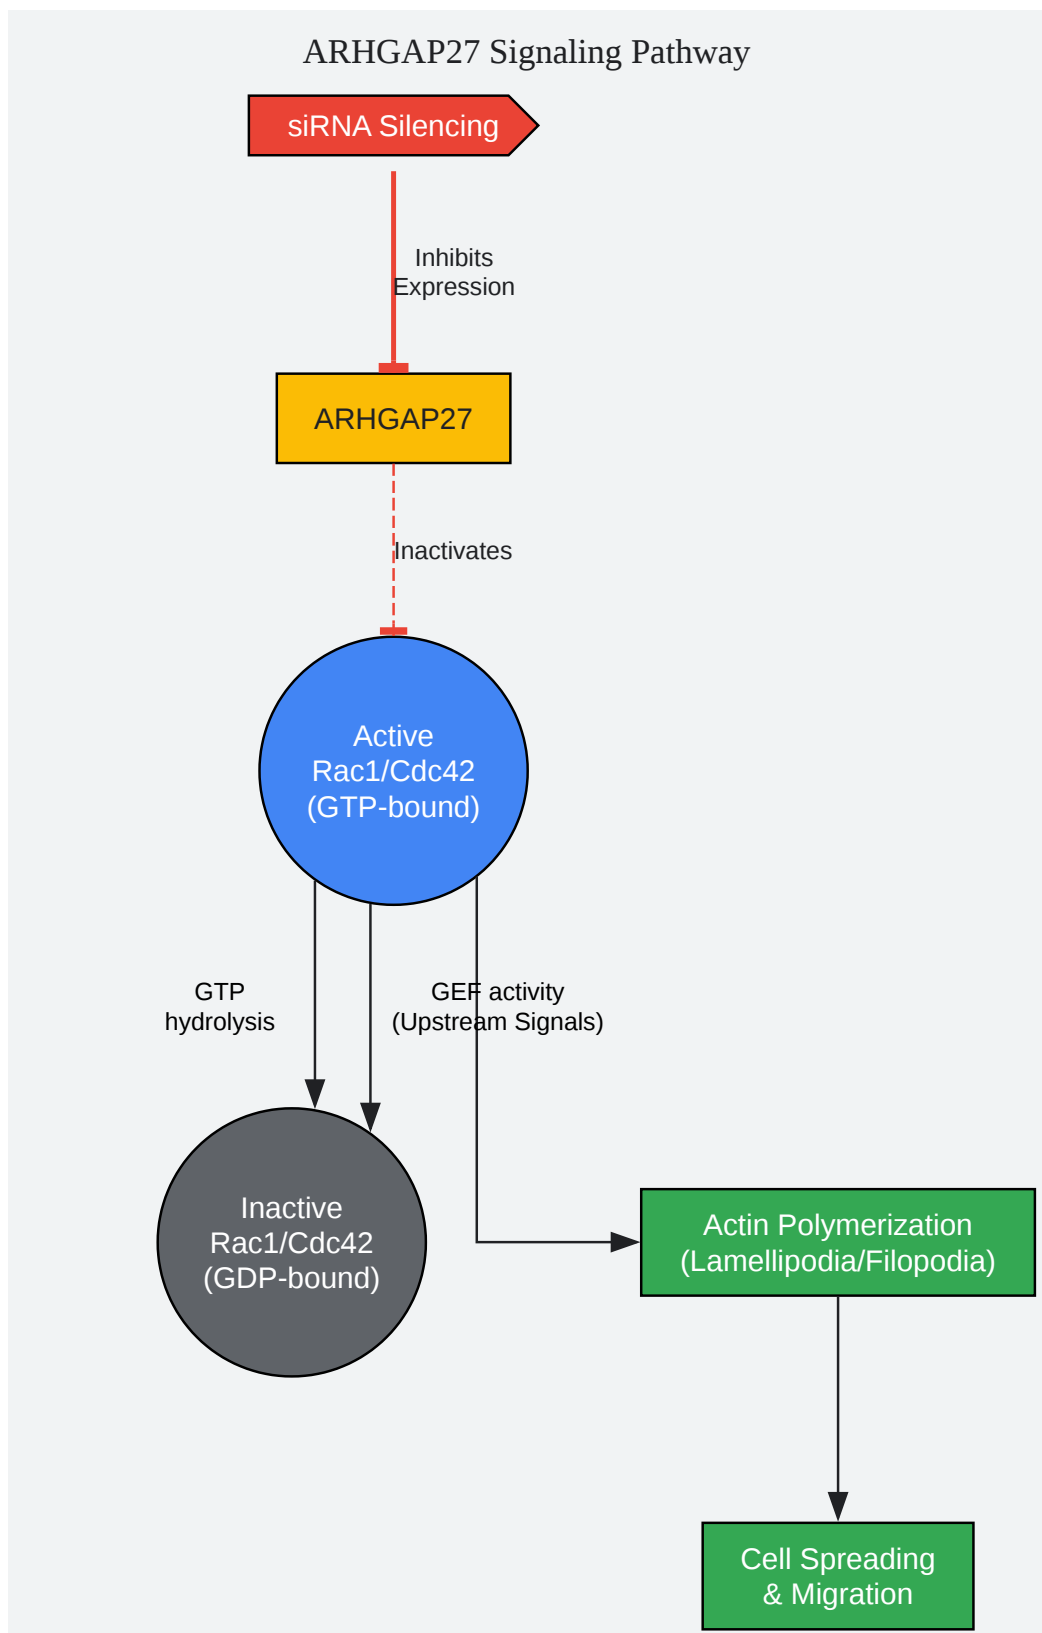 ARHGAP27 Signaling Pathway
siRNA Silencing
Inhibits
Expression
ARHGAP27
Inactivates
Active
Rac1/Cdc42
(GTP-bound)
GTP
hydrolysis
GEF activity
(Upstream Signals)
Inactive
Rac1/Cdc42
(GDP-bound)
Actin Polymerization
(Lamellipodia/Filopodia)
Cell Spreading
& Migration